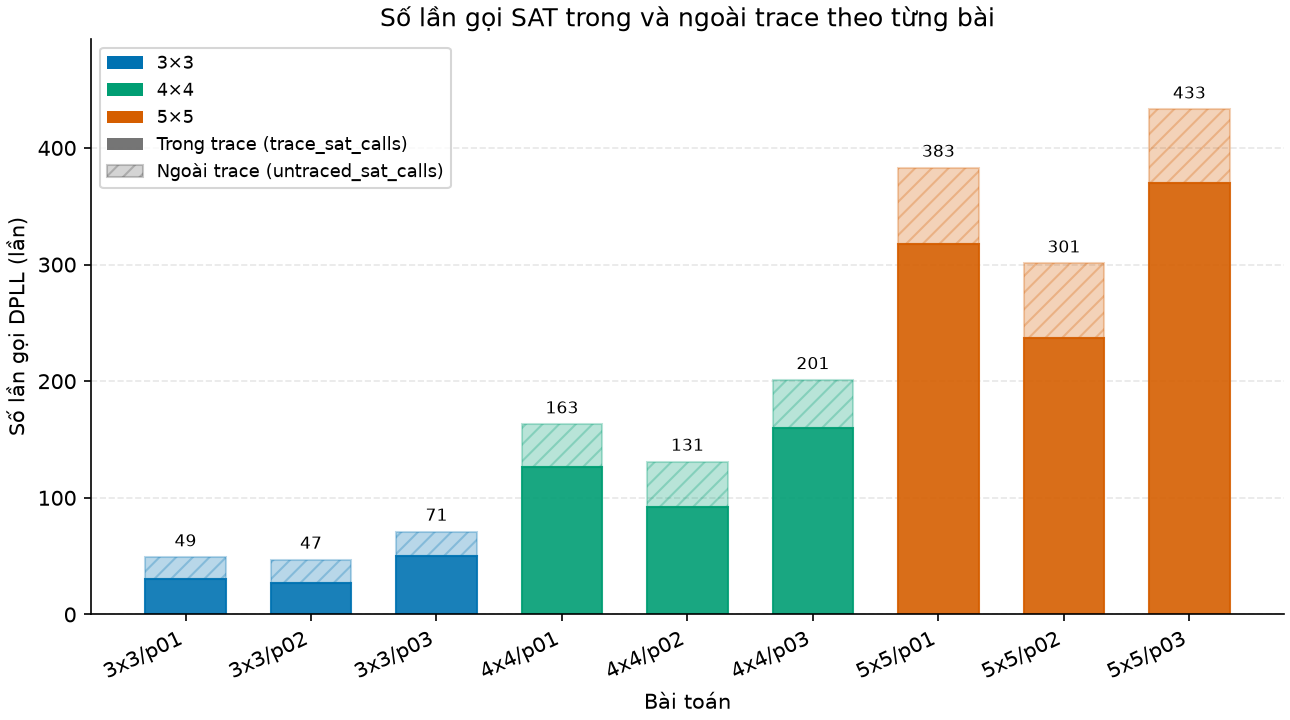 Số lần gọi SAT trong và ngoài trace theo từng bài
3×3
4×4
5×5
Trong trace (trace_sat_calls)
Ngoài trace (untraced_sat_calls)
Số lần gọi DPLL (lần)
400
300
200
100
0
49
47
71
163
131
201
383
301
433
3x3/p01
3x3/p02
3x3/p03
4x4/p01
4x4/p02
4x4/p03
5x5/p01
5x5/p02
5x5/p03
Bài toán